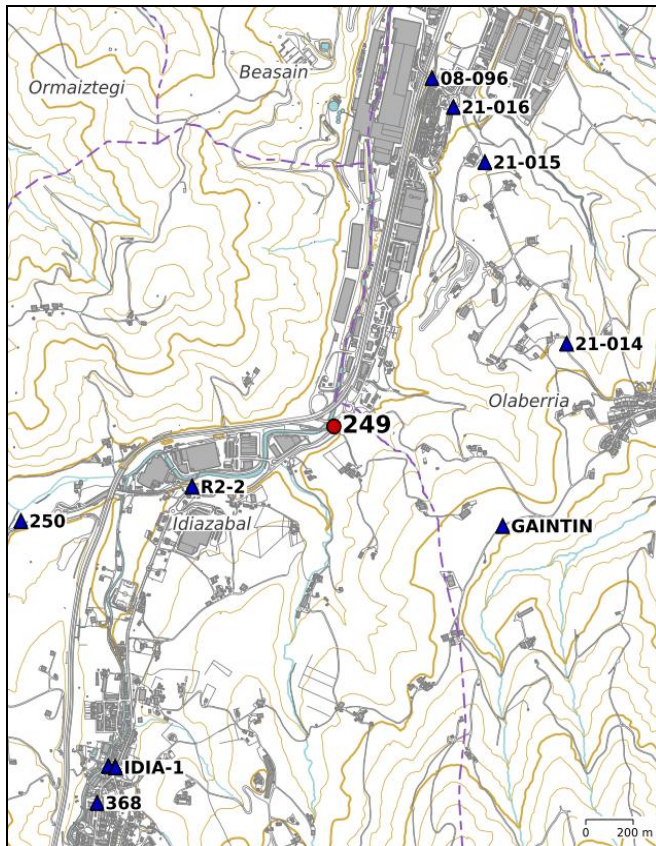 Beasain
08-096
Ormaiztegi
21-016
21-015
21-014
Olaberria
249
R2-2
250
Idiazabal
GAINTIN
IDIA-1
368
0 200 m